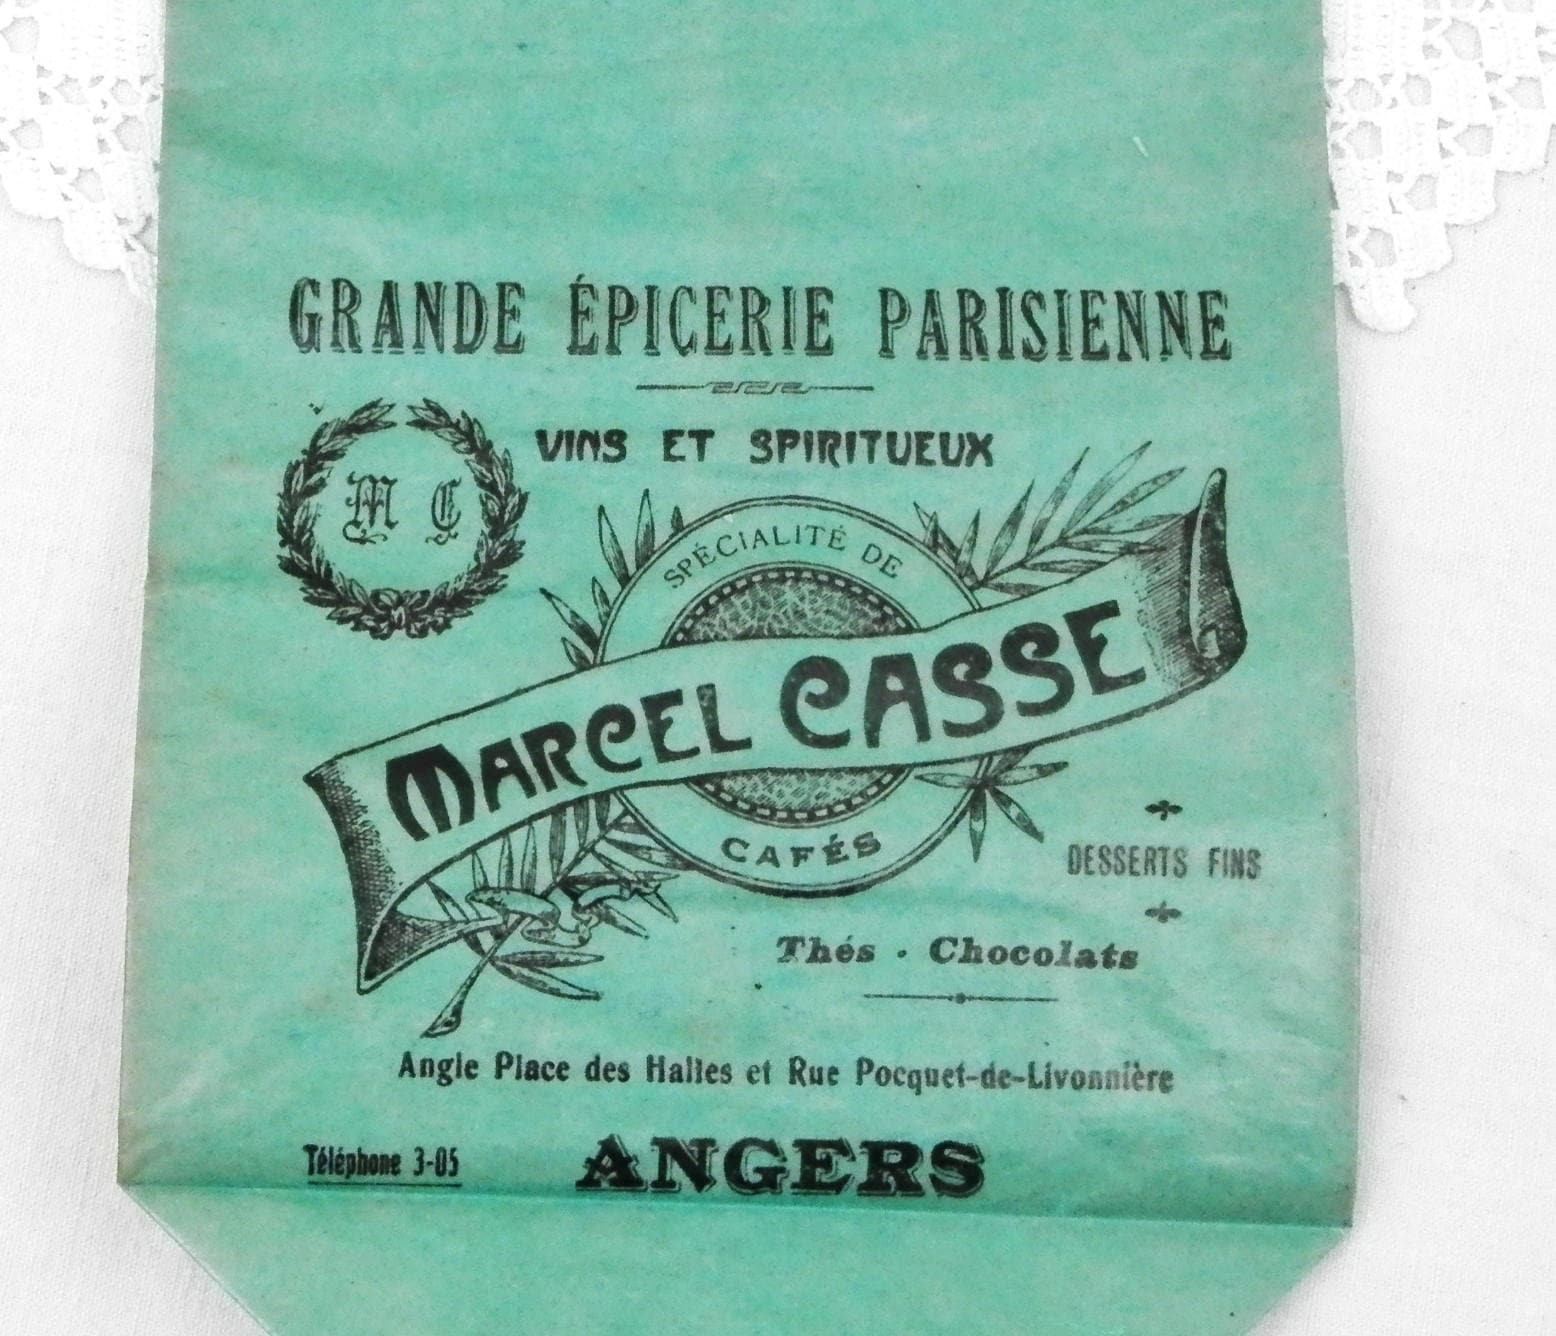 GRANDE ÉPICERIE PARISIENNE
VINS ET SPIRITUEUX
M C
SPÉCIALITÉ DE
MARCEL CASSE
CAFÉS
DESSERTS FINS
Thés · Chocolats
Angle Place des Halles et Rue Pocquet-de-Livonnière
Téléphone 3-05
ANGERS